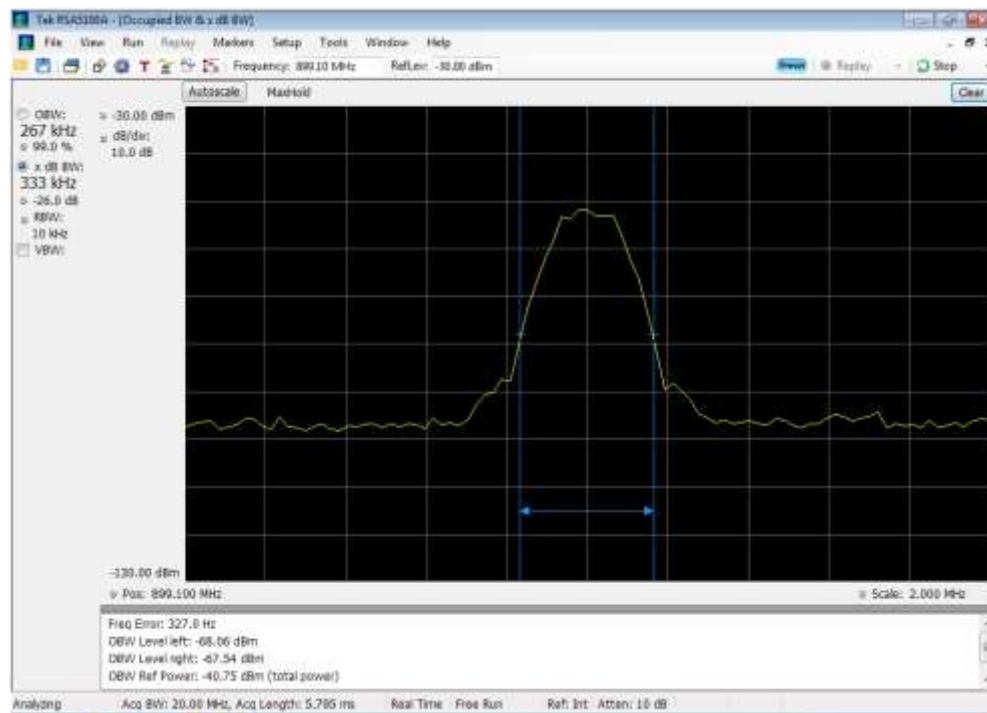 Tek RSA5100A - [Occupied BW & x dB BW]
File View Run Replay Markers Setup Tools Window Help
Frequency: 899.10 MHz RefLev: -30.00 dBm Preset Replay Stop
Autoscale MaxHold Clear
OBW:
267 kHz
99.0 %
x dB BW:
333 kHz
-26.0 dB
RBW:
10 kHz
VBW:
-30.00 dBm
dB/div:
10.0 dB
-130.00 dBm
Pos: 899.100 MHz Scale: 2.000 MHz
Freq Error: 327.0 Hz
OBW Level left: -68.06 dBm
OBW Level right: -67.54 dBm
OBW Ref Power: -40.75 dBm (total power)
Analyzing Acq BW: 20.00 MHz, Acq Length: 5.785 ms Real Time Free Run Ref: Int Atten: 10 dB